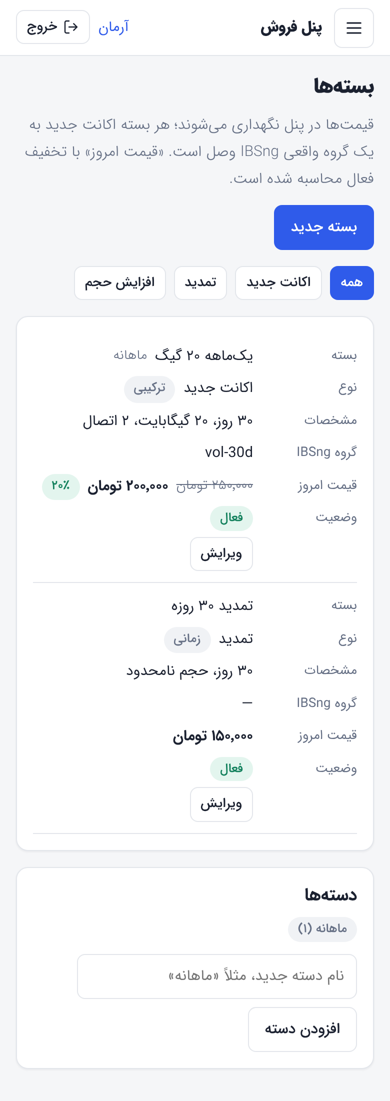 پنل فروش
آرمان
خروج
بسته‌ها
قیمت‌ها در پنل نگهداری می‌شوند؛ هر بسته اکانت جدید به
یک گروه واقعی IBSng وصل است. «قیمت امروز» با تخفیف
فعال محاسبه شده است.
بسته جدید
همه
اکانت جدید
تمدید
افزایش حجم
بسته یک‌ماهه ۲۰ گیگ ماهانه
نوع اکانت جدید ترکیبی
مشخصات ۳۰ روز، ۲۰ گیگابایت، ۲ اتصال
گروه IBSng vol-30d
قیمت امروز ۲۵۰٬۰۰۰ تومان ۲۰۰٬۰۰۰ تومان ۲۰٪
وضعیت فعال
ویرایش
بسته تمدید ۳۰ روزه
نوع تمدید زمانی
مشخصات ۳۰ روز، حجم نامحدود
گروه IBSng —
قیمت امروز ۱۵۰٬۰۰۰ تومان
وضعیت فعال
ویرایش
دسته‌ها
ماهانه (۱)
نام دسته جدید، مثلاً «ماهانه»
افزودن دسته